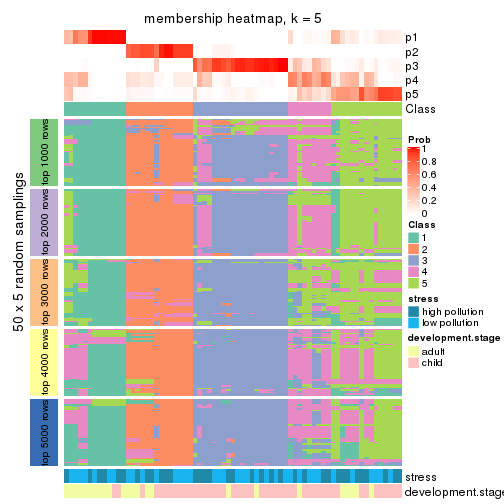 membership heatmap, k = 5
p1
p2
p3
p4
p5
Class
50 x 5 random samplings
top 1000 rows
top 2000 rows
top 3000 rows
top 4000 rows
top 5000 rows
stress
development.stage
Prob
1
0.8
0.6
0.4
0.2
0
Class
1
2
3
4
5
stress
high pollution
low pollution
development.stage
adult
child